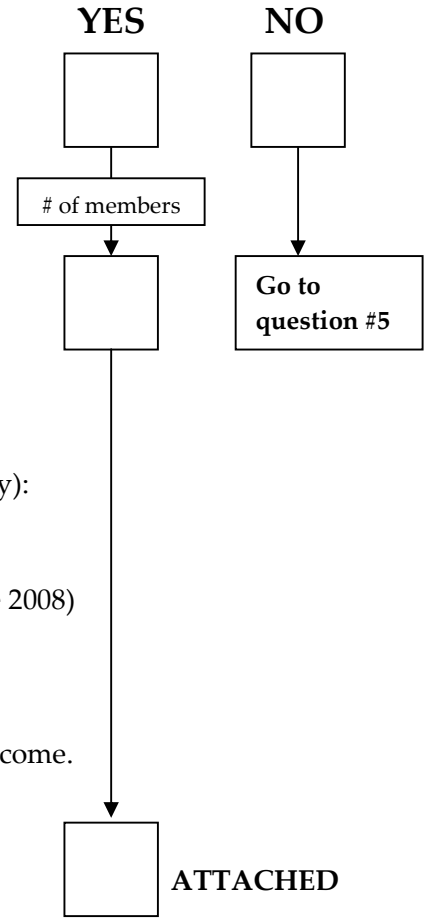 YES NO
# of members
Go to
question #5
y):
2008)
come.
ATTACHED